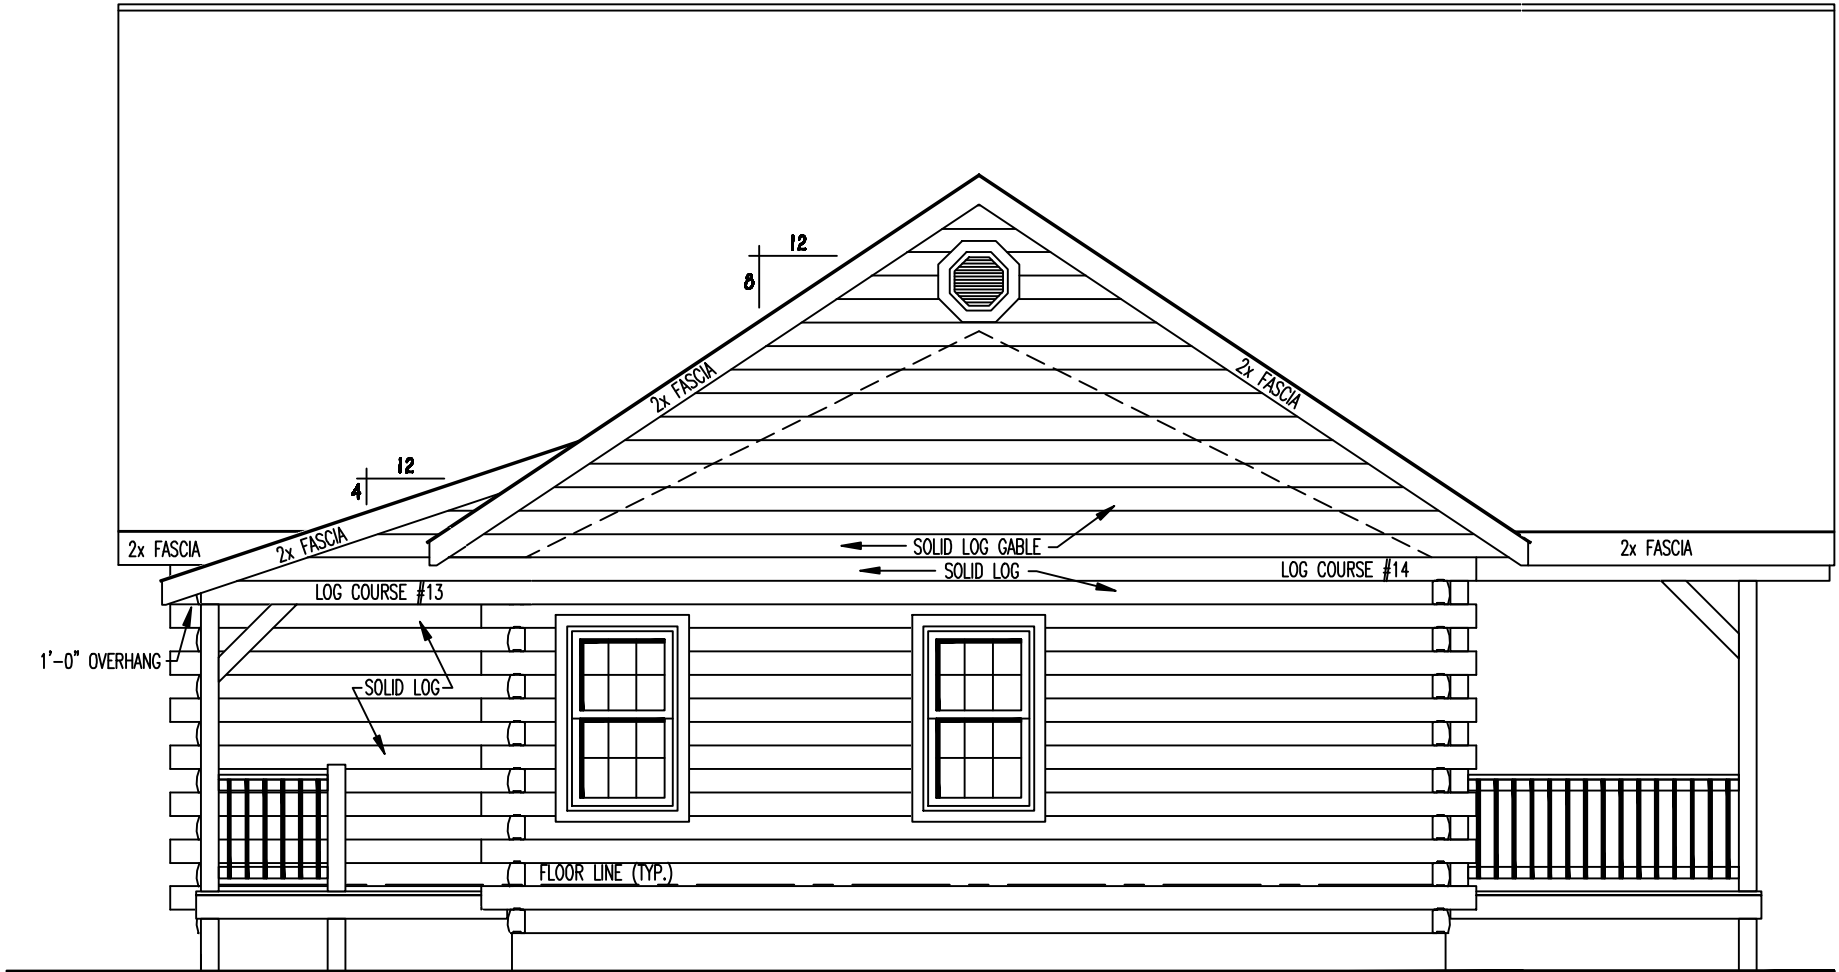 12
8
2x FASCIA
2x FASCIA
12
4
2x FASCIA
2x FASCIA
SOLID LOG GABLE
2x FASCIA
SOLID LOG
LOG COURSE #14
LOG COURSE #13
1'-0" OVERHANG
SOLID LOG
FLOOR LINE (TYP.)